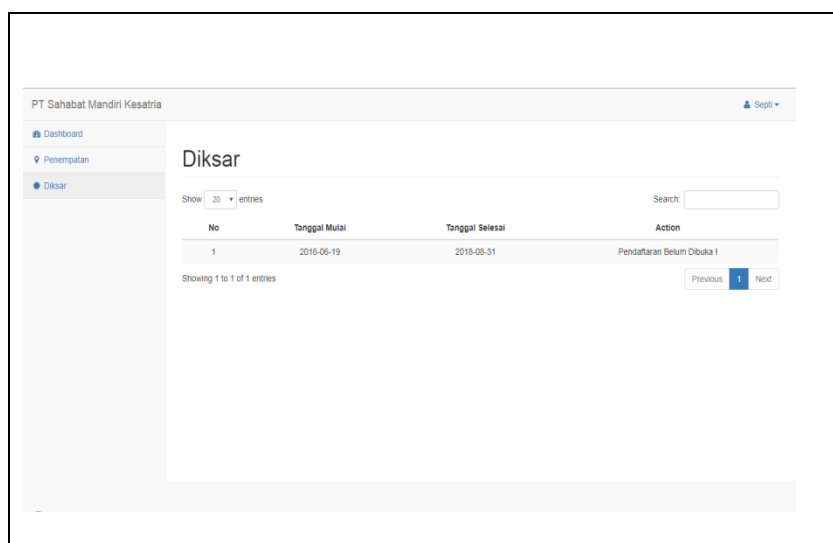 PT Sahabat Mandiri Kesatria
Septi
Dashboard
Penempatan
Diksar
Diksar
Show 20 entries
Search:
No Tanggal Mulai Tanggal Selesai Action
1 2018-06-19 2018-08-31 Pendaftaran Belum Dibuka !
Showing 1 to 1 of 1 entries
Previous 1 Next